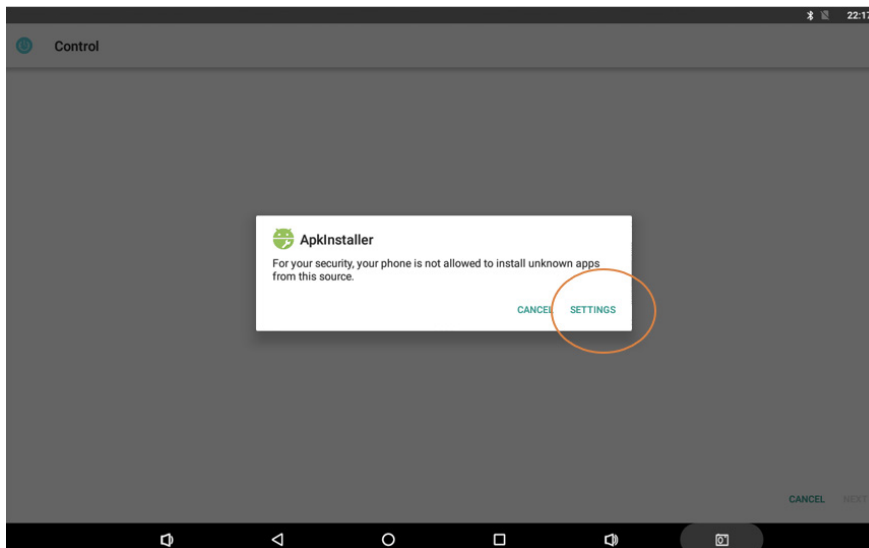 22:17
Control
ApkInstaller
For your security, your phone is not allowed to install unknown apps
from this source.
CANCEL SETTINGS
CANCEL NEXT